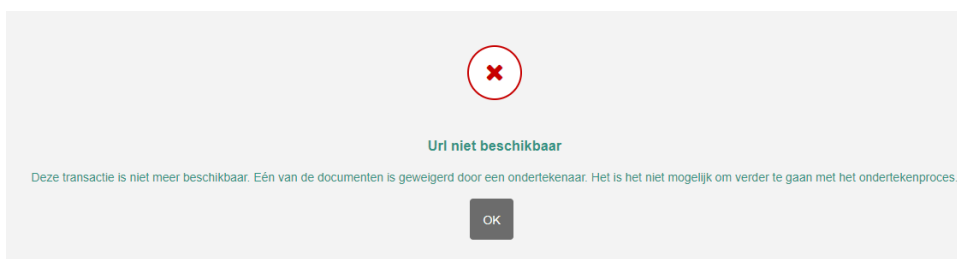 Url niet beschikbaar
Deze transactie is niet meer beschikbaar. Eén van de documenten is geweigerd door een ondertekenaar. Het is het niet mogelijk om verder te gaan met het ondertekenproces.
OK